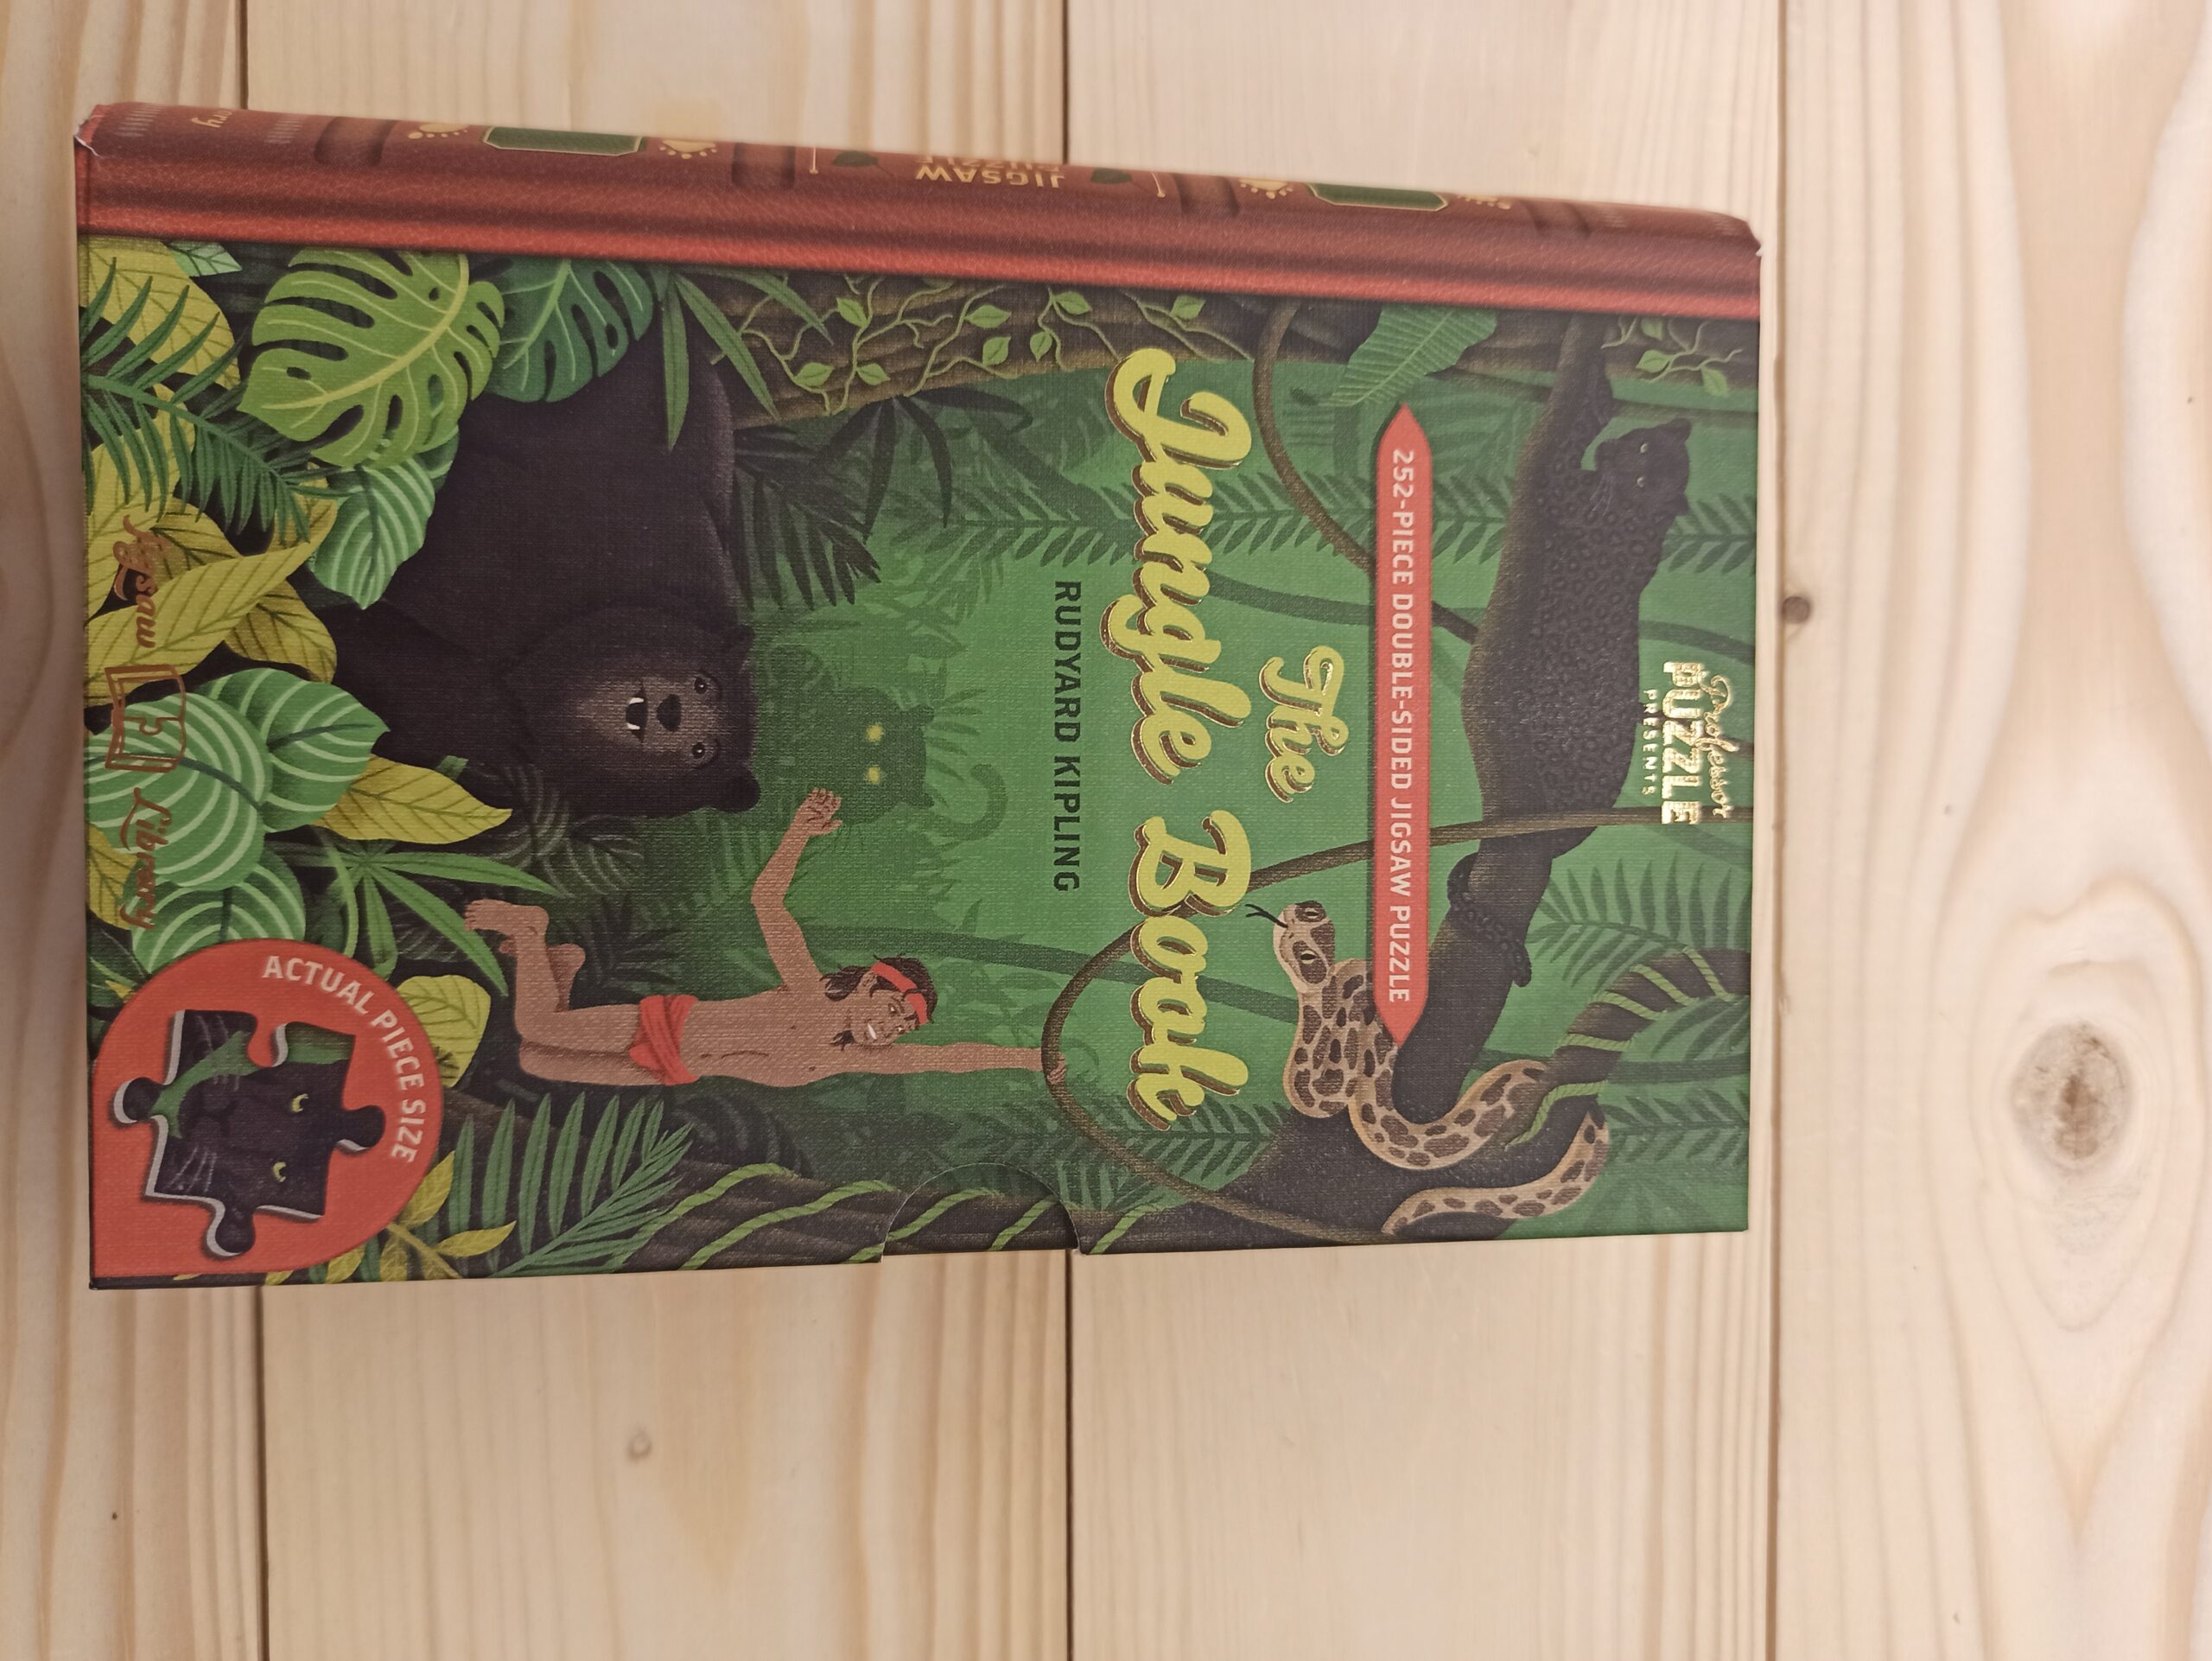 Professor
PUZZLE
PRESENTS
252-PIECE DOUBLE-SIDED JIGSAW PUZZLE
The
Jungle Book
RUDYARD KIPLING
ACTUAL PIECE SIZE
Jigsaw Library
JIGSAW
PUZZLE